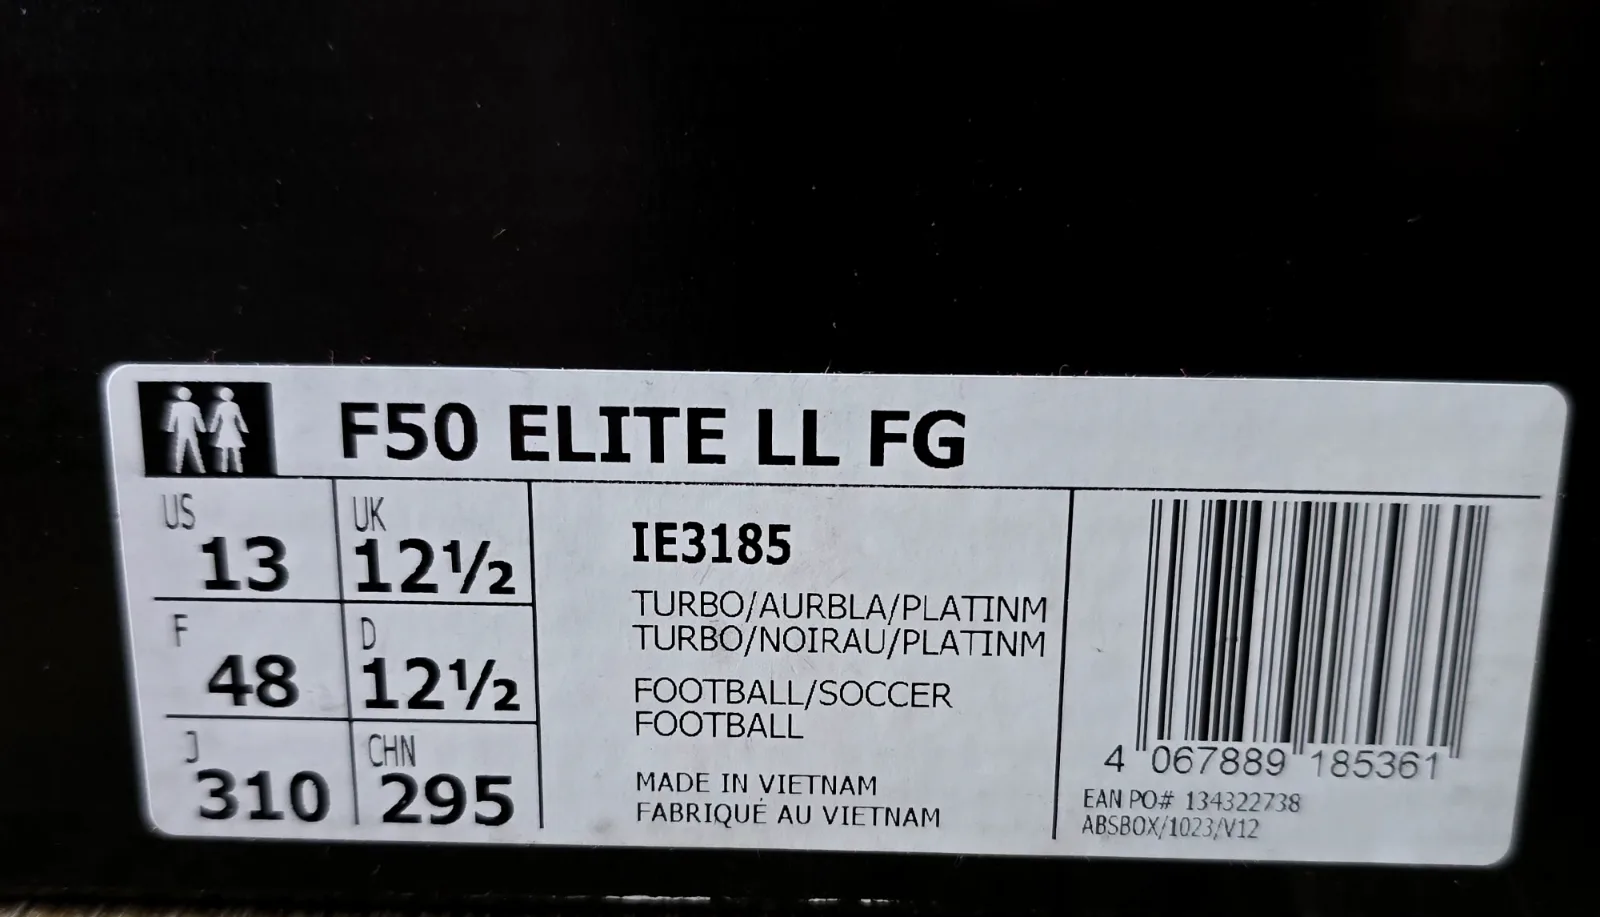 F50 ELITE LL FG
US 13
UK 12½
F 48
D 12½
J 310
CHN 295
IE3185
TURBO/AURBLA/PLATINM
TURBO/NOIRAU/PLATINM
FOOTBALL/SOCCER
FOOTBALL
MADE IN VIETNAM
FABRIQUÉ AU VIETNAM
4 067889 185361
EAN PO# 134322738
ABSBOX/1023/V12